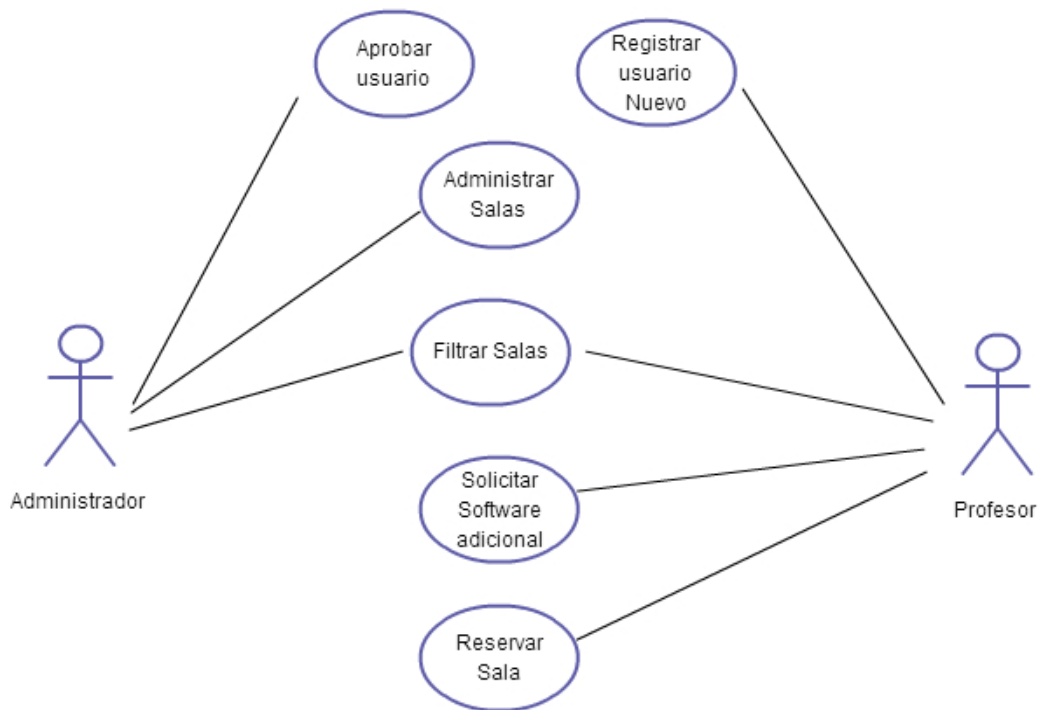 Aprobar
usuario
Registrar
usuario
Nuevo
Administrar
Salas
Filtrar Salas
Administrador
Solicitar
Software
adicional
Profesor
Reservar
Sala